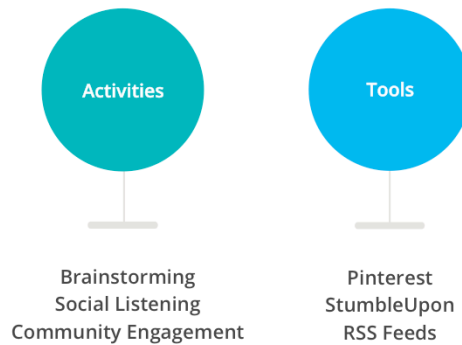 Activities
Brainstorming
Social Listening
Community Engagement
Tools
Pinterest
StumbleUpon
RSS Feeds